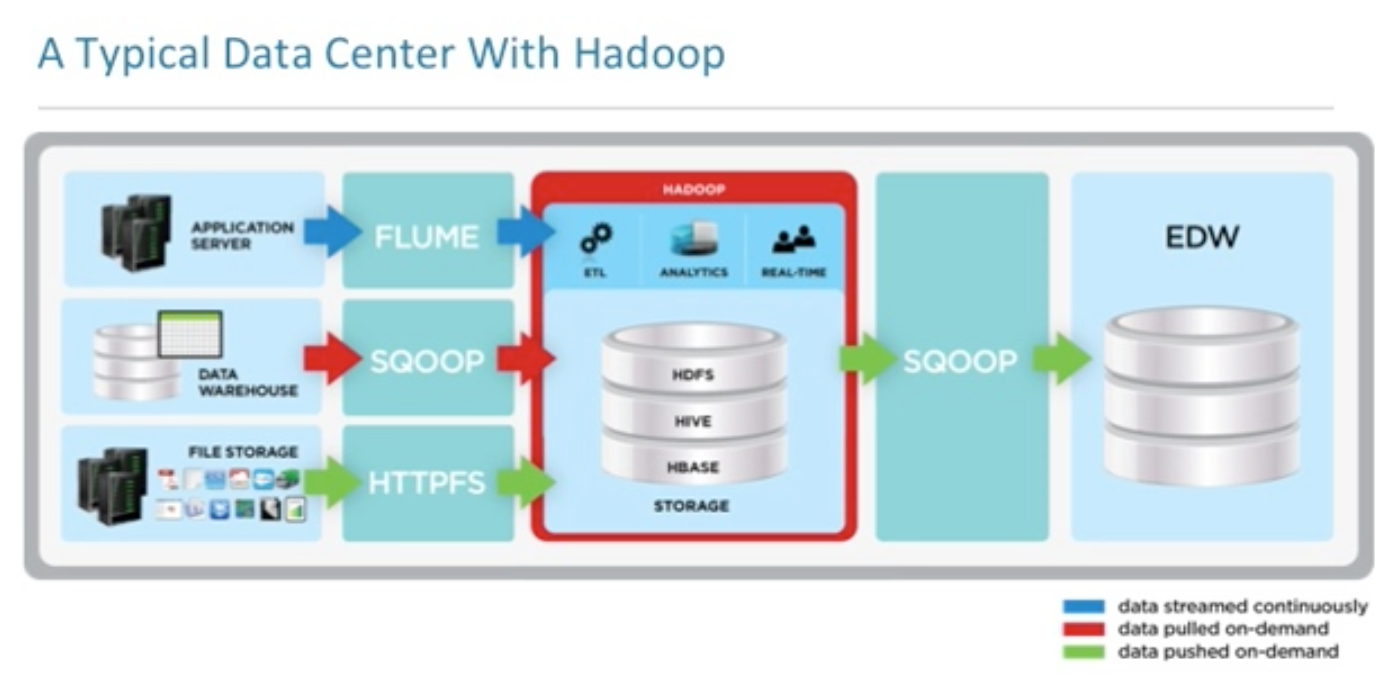 A Typical Data Center With Hadoop
APPLICATION
SERVER
FLUME
DATA
WAREHOUSE
SQOOP
FILE STORAGE
HTTPFS
HADOOP
ETL
ANALYTICS
REAL-TIME
HDFS
HIVE
HBASE
STORAGE
SQOOP
EDW
data streamed continuously
data pulled on-demand
data pushed on-demand